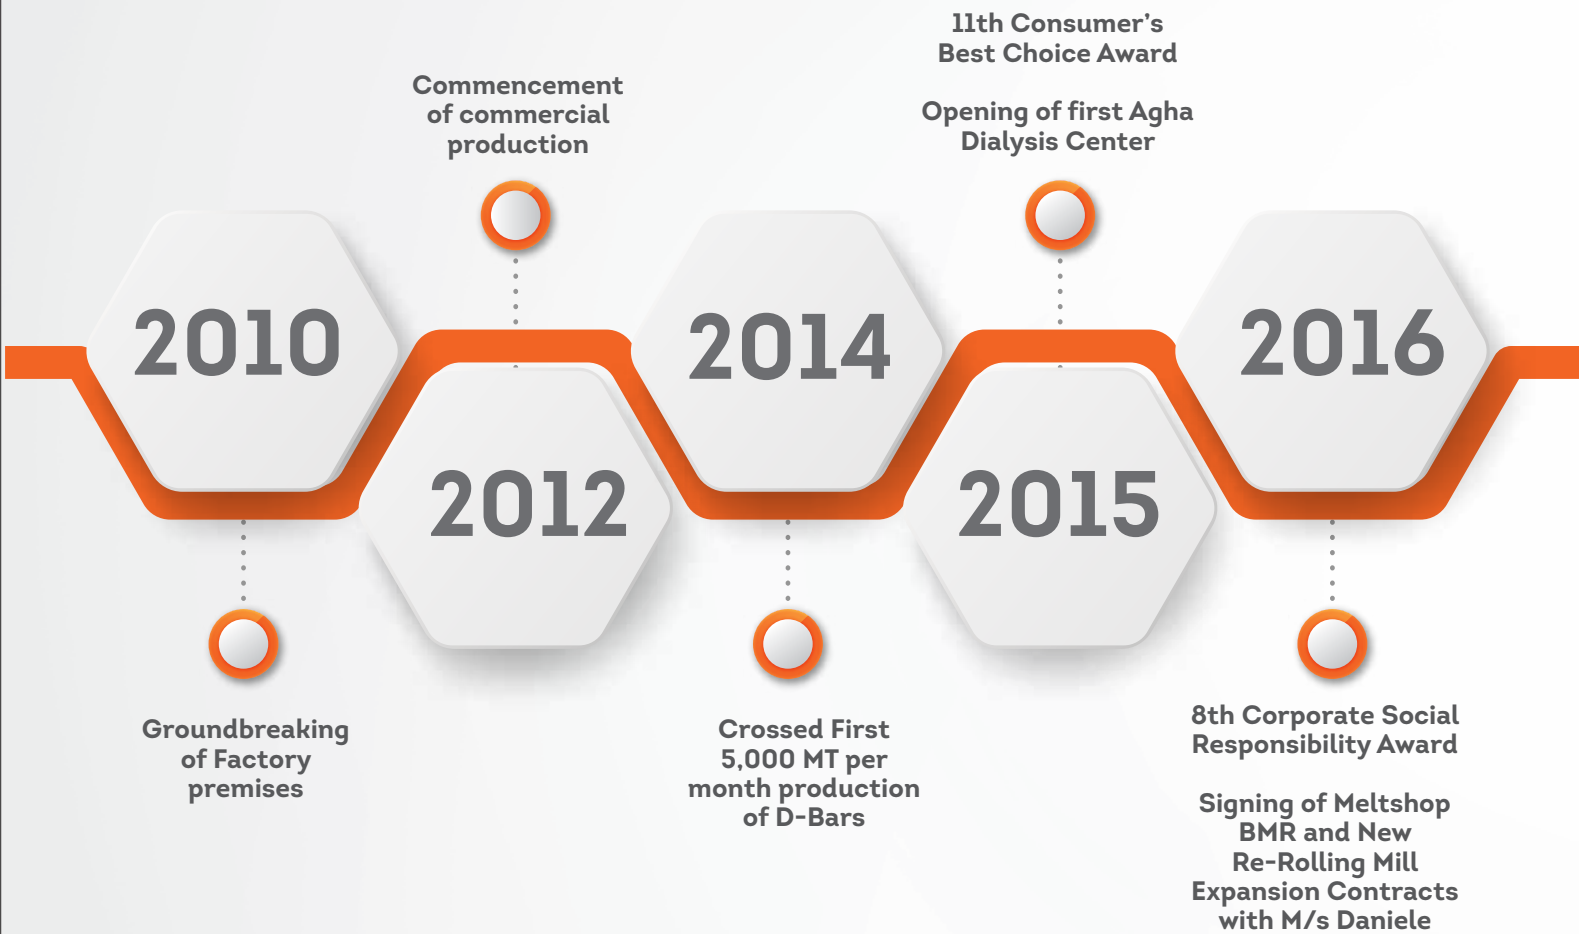 2010
Groundbreaking
of Factory
premises
Commencement
of commercial
production
2012
2014
Crossed First
5,000 MT per
month production
of D-Bars
11th Consumer’s
Best Choice Award
Opening of first Agha
Dialysis Center
2015
2016
8th Corporate Social
Responsibility Award
Signing of Meltshop
BMR and New
Re-Rolling Mill
Expansion Contracts
with M/s Daniele